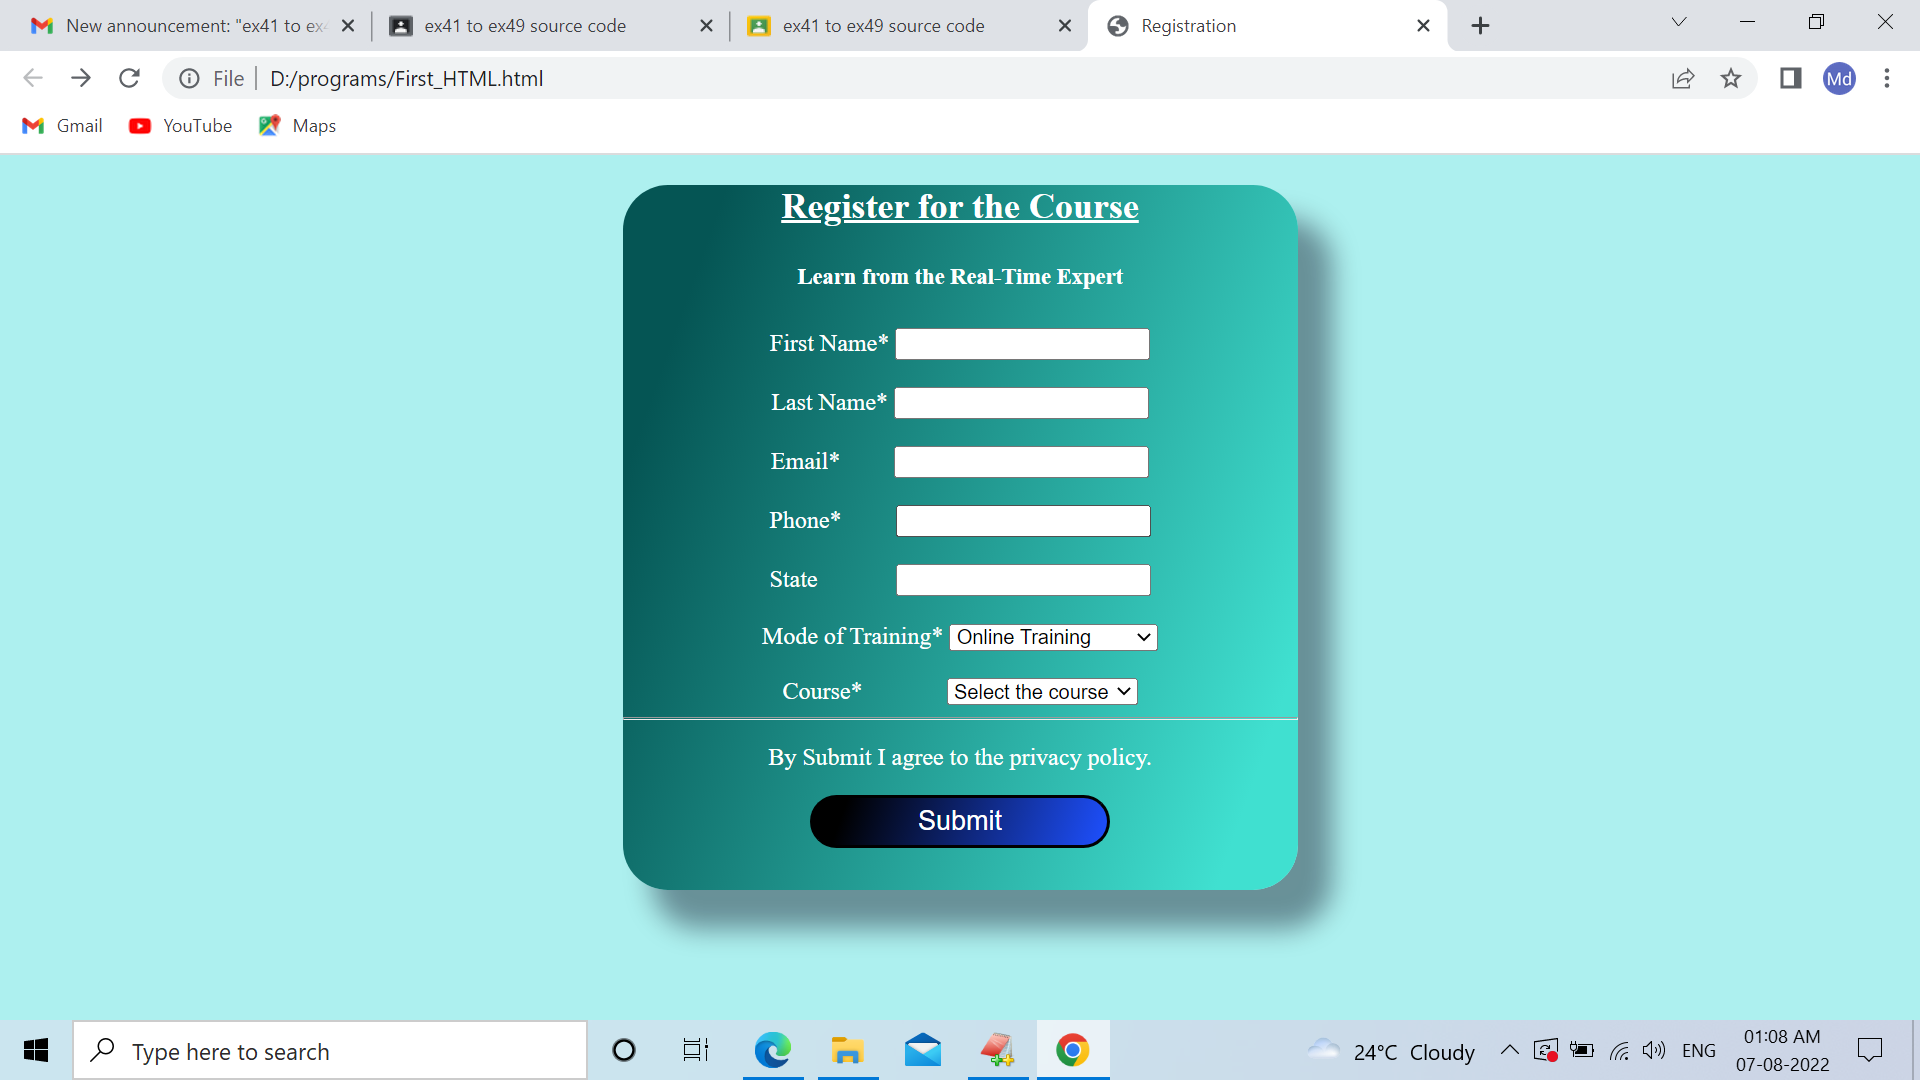 New announcement: "ex41 to ex
ex41 to ex49 source code
ex41 to ex49 source code
Registration
File
D:/programs/First_HTML.html
Md
Gmail
YouTube
Maps
Register for the Course
Learn from the Real-Time Expert
First Name*
Last Name*
Email*
Phone*
State
Mode of Training* Online Training
Course* Select the course
By Submit I agree to the privacy policy.
Submit
Type here to search
24°C Cloudy
ENG
01:08 AM
07-08-2022